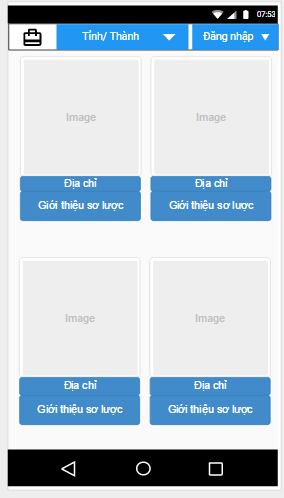 07:53
Tỉnh/ Thành Đăng nhập
Image Image
Địa chỉ Địa chỉ
Giới thiệu sơ lược Giới thiệu sơ lược
Image Image
Địa chỉ Địa chỉ
Giới thiệu sơ lược Giới thiệu sơ lược